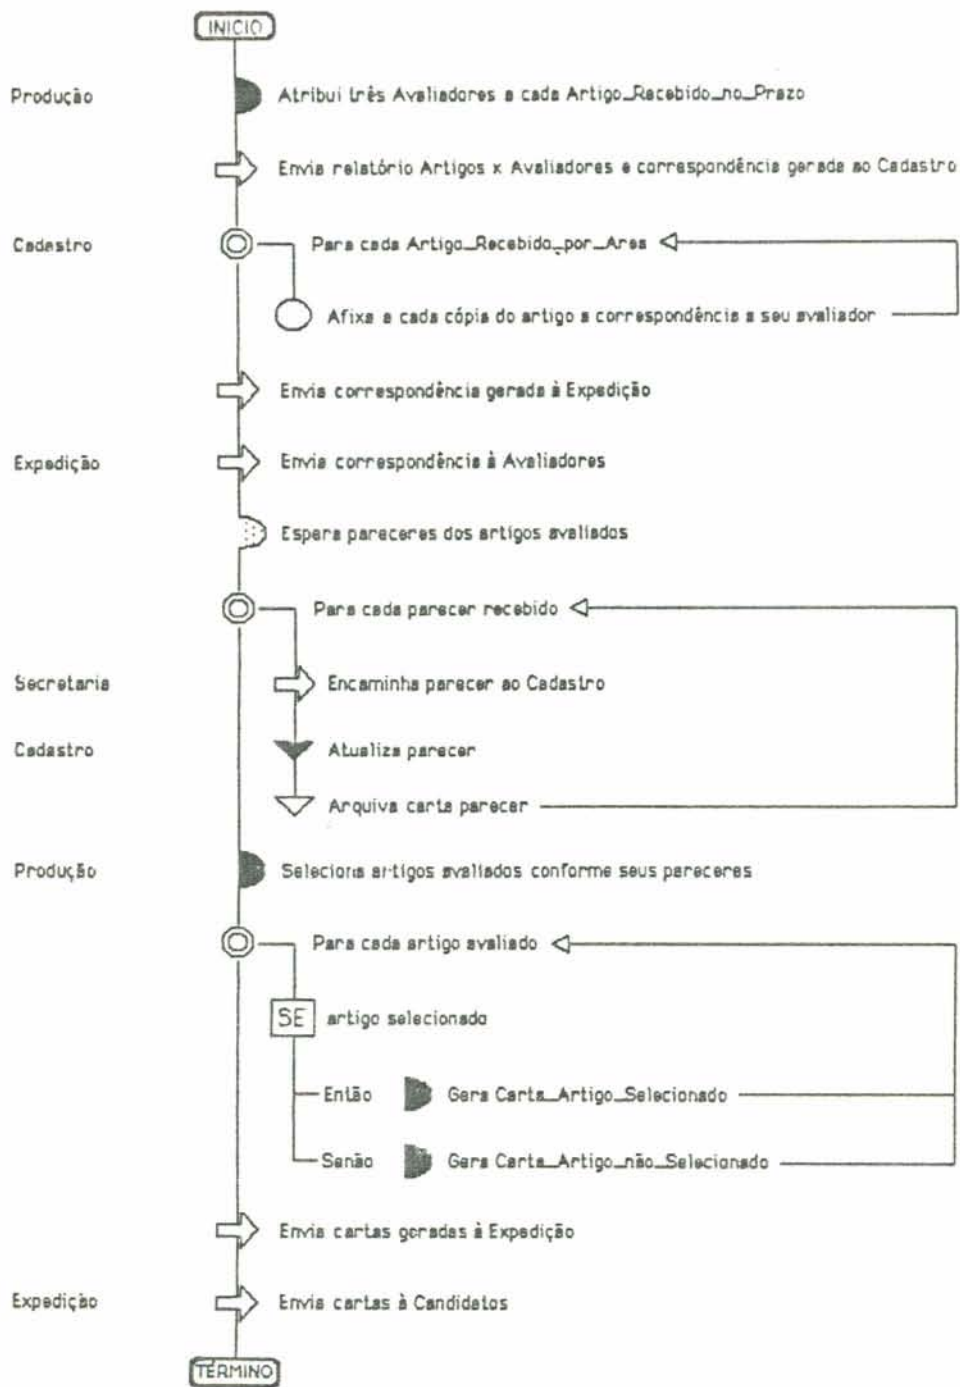 INICIO
Produção Atribui três Avaliadores a cada Artigo_Recebido_no_Prazo
Envia relatório Artigos x Avaliadores e correspondência gerada ao Cadastro
Cadastro Para cada Artigo_Recebido_por_Area
Afixa a cada cópia do artigo a correspondência a seu avaliador
Envia correspondência gerada à Expedição
Expedição Envia correspondência à Avaliadores
Espera pareceres dos artigos avaliados
Para cada parecer recebido
Secretaria Encaminha parecer ao Cadastro
Cadastro Atualiza parecer
Arquiva carta parecer
Produção Seleciona artigos avaliados conforme seus pareceres
Para cada artigo avaliado
SE artigo selecionado
Então Gera Carta_Artigo_Selecionado
Senão Gera Carta_Artigo_não_Selecionado
Envia cartas geradas à Expedição
Expedição Envia cartas à Candidatos
TÉRMINO